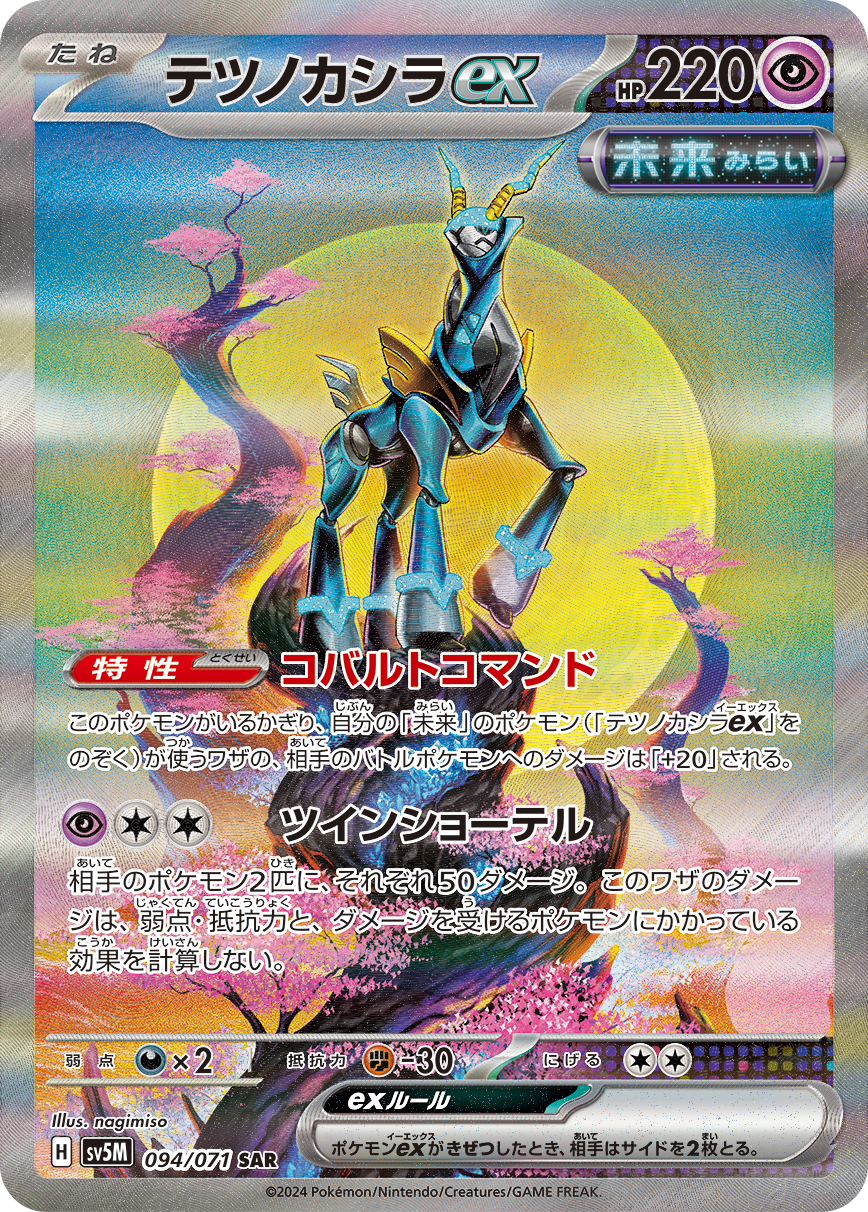 たね
テツノカシラex
HP220
未来 みらい
特性 とくせい
コバルトコマンド
このポケモンがいるかぎり、自分の「未来」のポケモン（「テツノカシラex」を
のぞく）が使うワザの、相手のバトルポケモンへのダメージは「+20」される。
ツインショーテル
相手のポケモン2匹に、それぞれ50ダメージ。このワザのダメー
ジは、弱点・抵抗力と、ダメージを受けるポケモンにかかっている
効果を計算しない。
弱点 ×2 抵抗力 -30 にげる
exルール
ポケモンexがきぜつしたとき、相手はサイドを2枚とる。
Illus. nagimiso
H sv5M 094/071 SAR
©2024 Pokémon/Nintendo/Creatures/GAME FREAK.